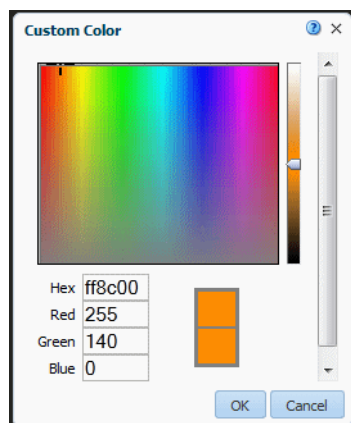 Custom Color
?
Hex ff8c00
Red 255
Green 140
Blue 0
OK Cancel